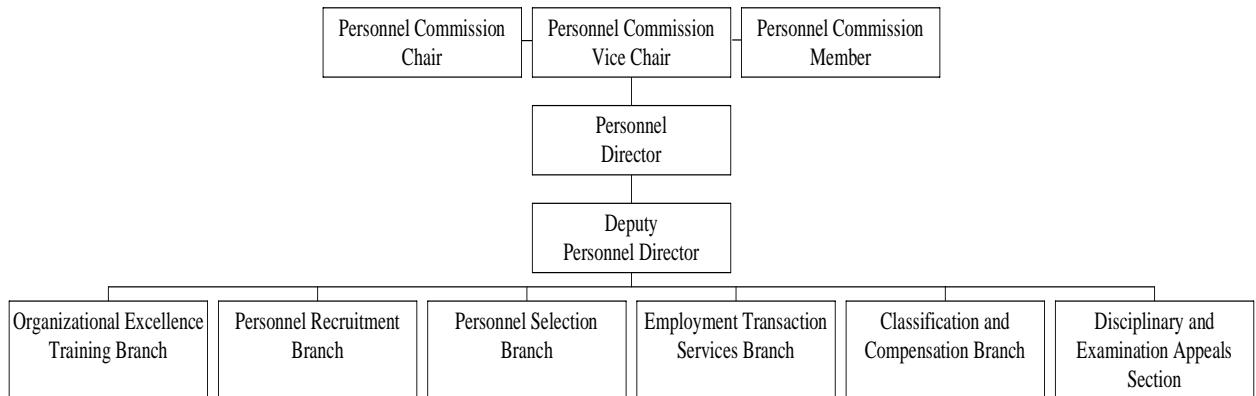 Personnel Commission
Chair
Personnel Commission
Vice Chair
Personnel Commission
Member
Personnel
Director
Deputy
Personnel Director
Organizational Excellence
Training Branch
Personnel Recruitment
Branch
Personnel Selection
Branch
Employment Transaction
Services Branch
Classification and
Compensation Branch
Disciplinary and
Examination Appeals
Section